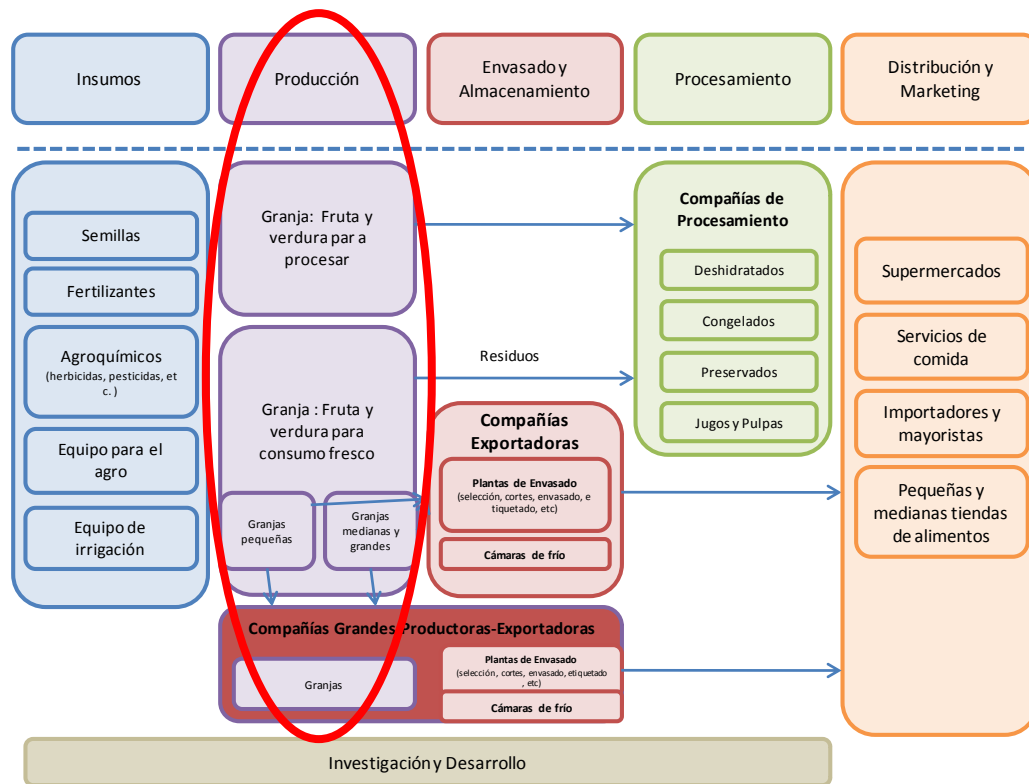 Insumos
Producción
Envasado y
Almacenamiento
Procesamiento
Distribución y
Marketing
Semillas
Fertilizantes
Agroquímicos
(herbicidas, pesticidas, et
c. )
Equipo para el
agro
Equipo de
irrigación
Granja: Fruta y
verdura par a
procesar
Granja : Fruta y
verdura para
consumo fresco
Granjas
pequeñas
Granjas
medianas y
grandes
Residuos
Compañías
Exportadoras
Plantas de Envasado
(selección, cortes, envasado, e
tiquetado, etc)
Cámaras de frío
Compañías Grandes Productoras-Exportadoras
Granjas
Plantas de Envasado
(selección, cortes, envasado, etiquetado
, etc)
Cámaras de frío
Compañías de
Procesamiento
Deshidratados
Congelados
Preservados
Jugos y Pulpas
Supermercados
Servicios de
comida
Importadores y
mayoristas
Pequeñas y
medianas tiendas
de alimentos
Investigación y Desarrollo